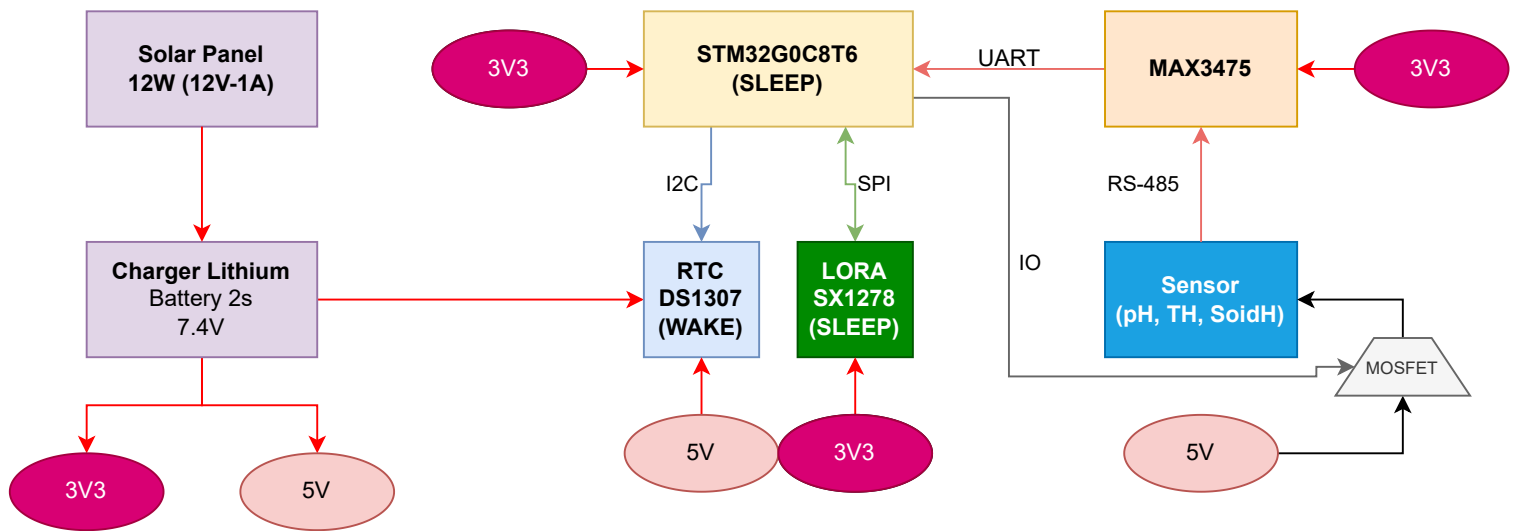 Solar Panel
12W (12V-1A)
3V3
STM32G0C8T6
(SLEEP)
UART
MAX3475
3V3
I2C
SPI
RS-485
Charger Lithium
Battery 2s
7.4V
RTC
DS1307
(WAKE)
LORA
SX1278
(SLEEP)
IO
Sensor
(pH, TH, SoidH)
MOSFET
3V3
5V
5V
3V3
5V